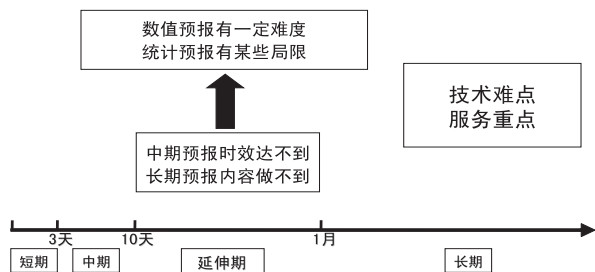 数值预报有一定难度
统计预报有某些局限
技术难点
服务重点
中期预报时效达不到
长期预报内容做不到
3天
10天
1月
短期
中期
延伸期
长期